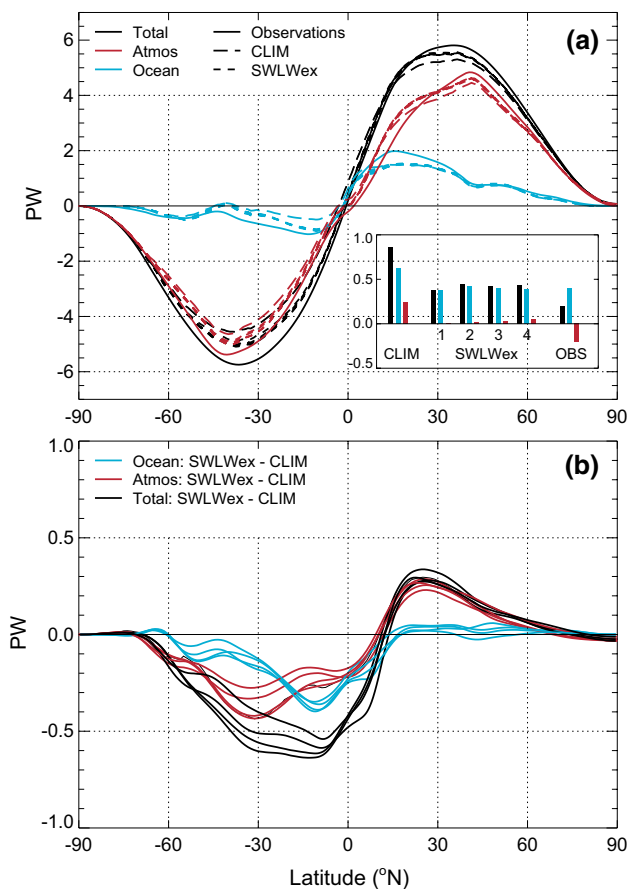 Total
Atmos
Ocean
Observations
CLIM
SWLWex
(a)
6
4
2
0
-2
-4
-6
PW
1.0
0.5
0.0
-0.5
CLIM
1
2
3
4
SWLWex
OBS
-90
-60
-30
0
30
60
90
Ocean: SWLWex - CLIM
Atmos: SWLWex - CLIM
Total: SWLWex - CLIM
(b)
1.0
0.5
0.0
-0.5
-1.0
PW
-90
-60
-30
0
30
60
90
Latitude (°N)